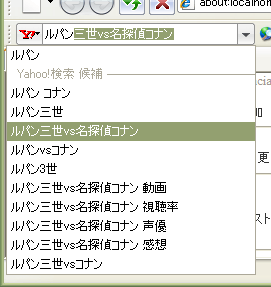 about:localhom
ルパン三世vs名探偵コナン
ルパン
Yahoo!検索 候補
ルパン コナン
ルパン三世
ルパン三世vs名探偵コナン
ルパンvsコナン
ルパン3世
ルパン三世vs名探偵コナン 動画
ルパン三世vs名探偵コナン 視聴率
ルパン三世vs名探偵コナン 声優
ルパン三世vs名探偵コナン 感想
ルパン三世vsコナン
cia
加
更
スト